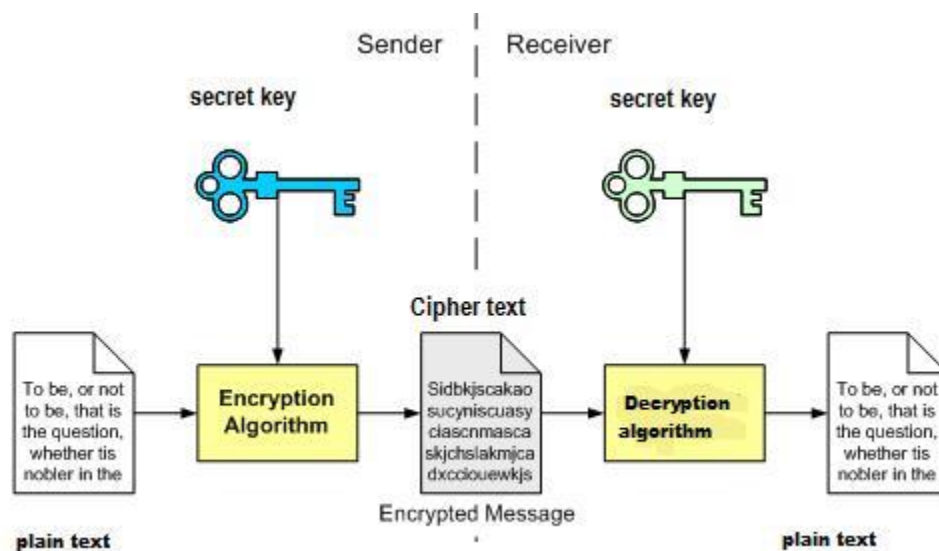 Sender
Receiver
secret key
secret key
Cipher text
To be, or not
to be, that is
the question,
whether tis
nobler in the
Encryption
Algorithm
Sidbkjscakao
sucyniscuasy
clascnmasca
skjchslakmjca
dxcciouewkjs
Decryption
algorithm
To be, or not
to be, that is
the question,
whether tis
nobler in the
Encrypted Message
plain text
plain text